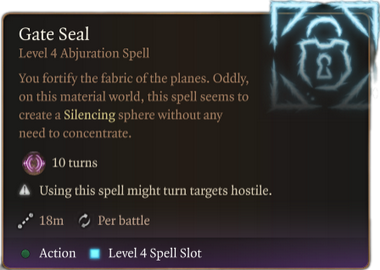 Gate Seal
Level 4 Abjuration Spell
You fortify the fabric of the planes. Oddly,
on this material world, this spell seems to
create a Silencing sphere without any
need to concentrate.
10 turns
Using this spell might turn targets hostile.
18m Per battle
Action Level 4 Spell Slot